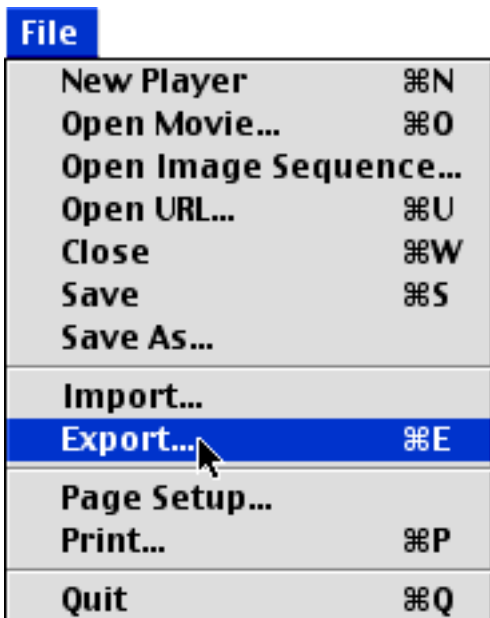 File
New Player ⌘N
Open Movie... ⌘O
Open Image Sequence...
Open URL... ⌘U
Close ⌘W
Save ⌘S
Save As...
Import...
Export... ⌘E
Page Setup...
Print... ⌘P
Quit ⌘Q